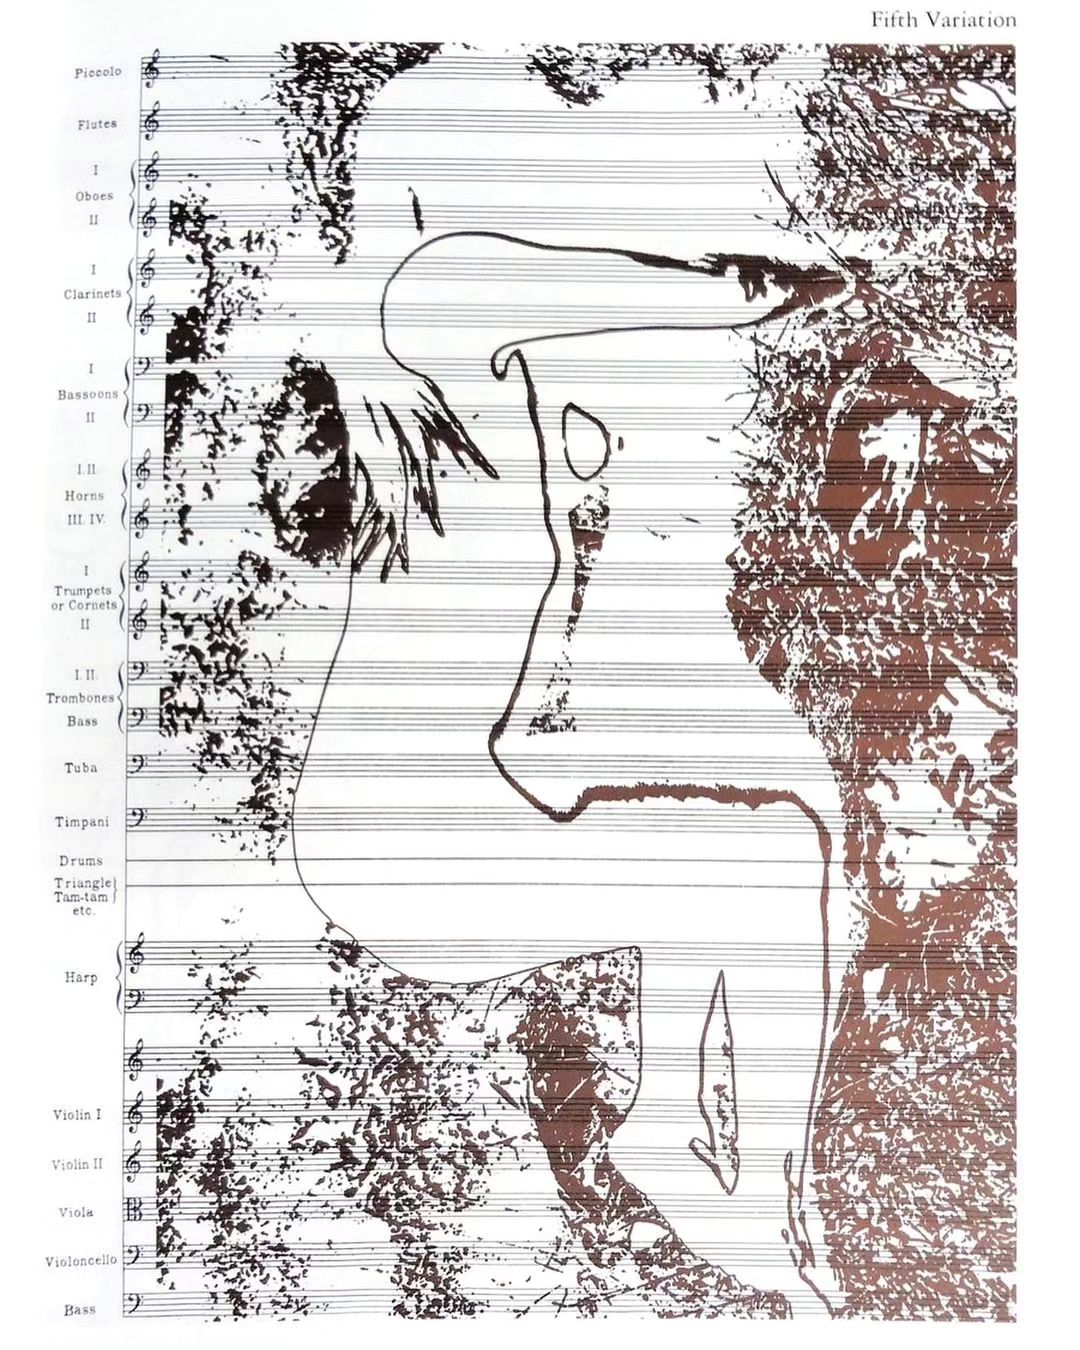 Fifth Variation
Piccolo
Flutes
I
Oboes
II
I
Clarinets
II
I
Bassoons
II
I.II.
Horns
III.IV.
I
Trumpets
or Cornets
II
I.II.
Trombones
Bass
Tuba
Timpani
Drums
Triangle
Tam-tam
etc.
Harp
Violin I
Violin II
Viola
Violoncello
Bass